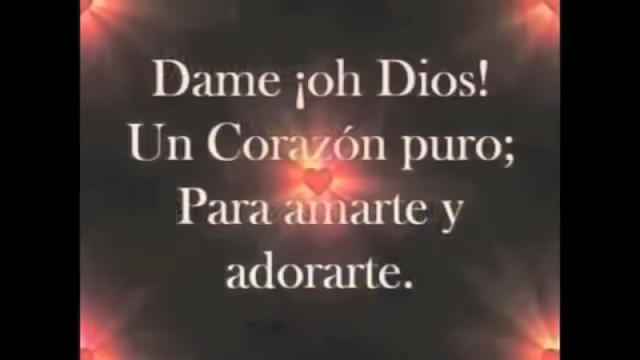 Dame ¡oh Dios!
Un Corazón puro;
Para amarte y
adorarte.